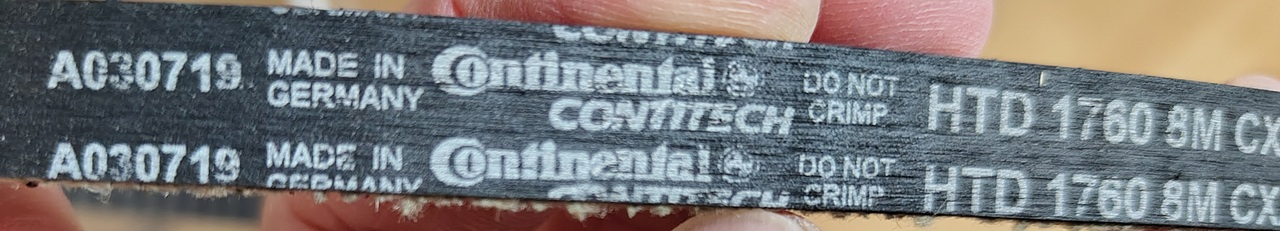 A030719 MADE IN GERMANY Continental CONTITECH DO NOT CRIMP HTD 1760 8M CX
A030719 MADE IN GERMANY Continental CONTITECH DO NOT CRIMP HTD 1760 8M CX